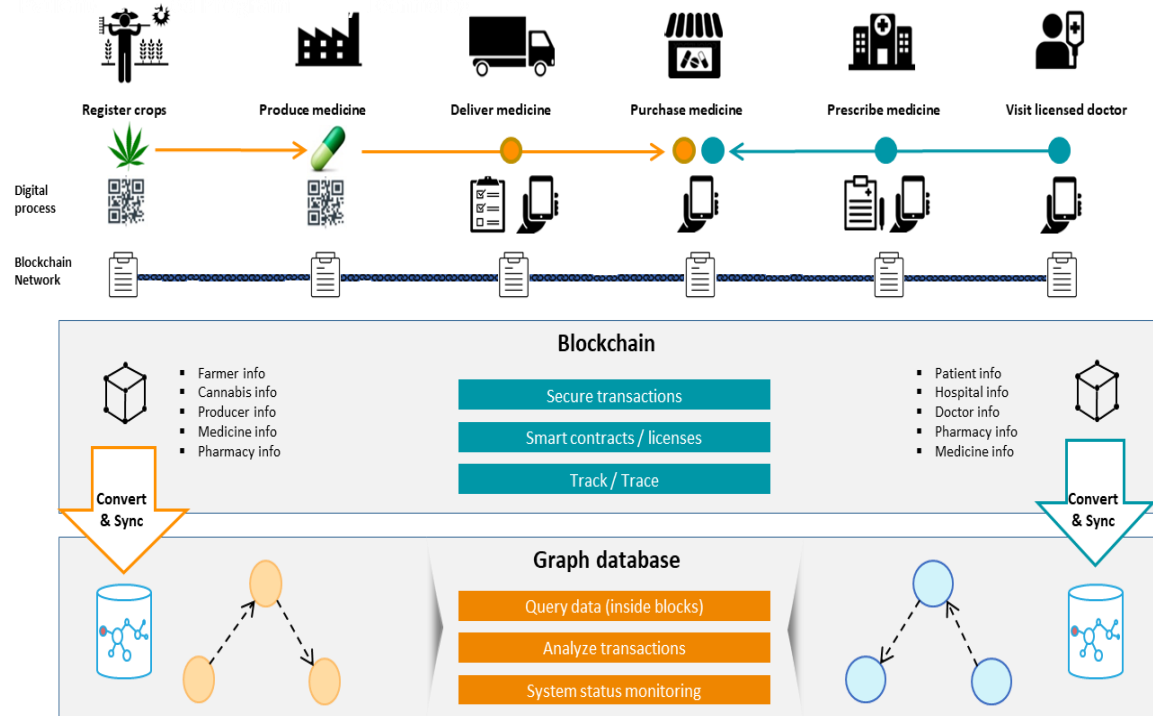 Register crops
Produce medicine
Deliver medicine
Purchase medicine
Prescribe medicine
Visit licensed doctor
Digital
process
Blockchain
Network
Blockchain
Farmer info
Cannabis info
Producer info
Medicine info
Pharmacy info
Secure transactions
Smart contracts / licenses
Track / Trace
Patient info
Hospital info
Doctor info
Pharmacy info
Medicine info
Convert
& Sync
Convert
& Sync
Graph database
Query data (inside blocks)
Analyze transactions
System status monitoring